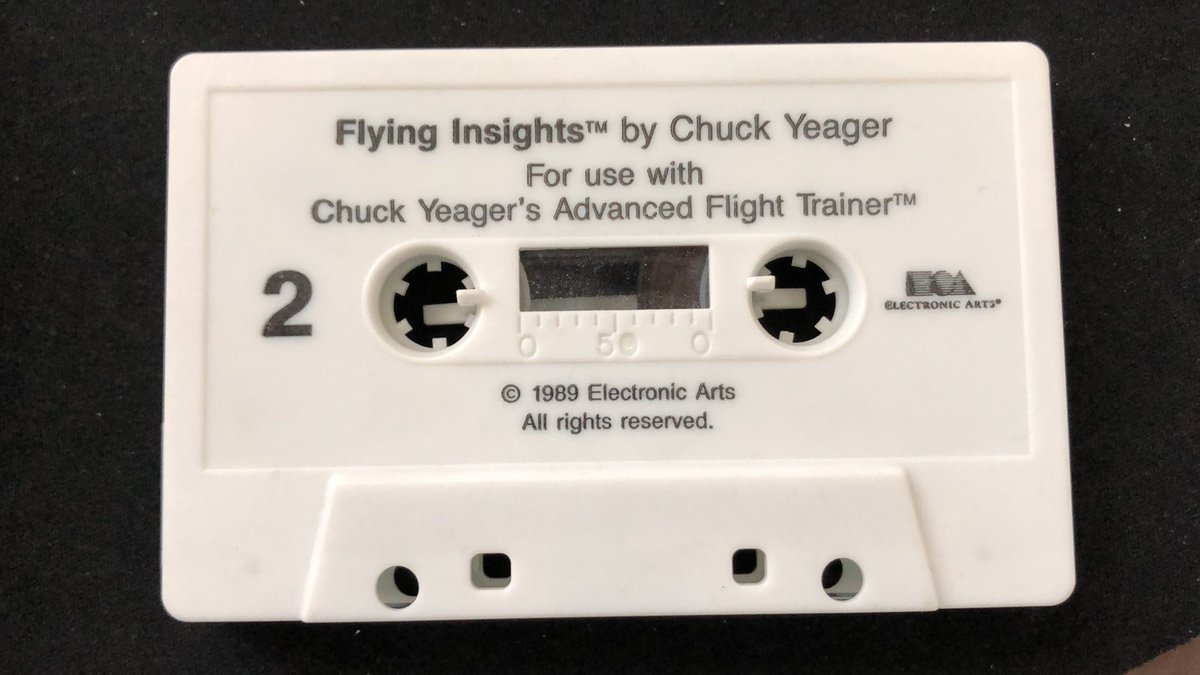 Flying Insights™ by Chuck Yeager
For use with
Chuck Yeager's Advanced Flight Trainer™
2
EA
ELECTRONIC ARTS®
0 50 0
© 1989 Electronic Arts
All rights reserved.